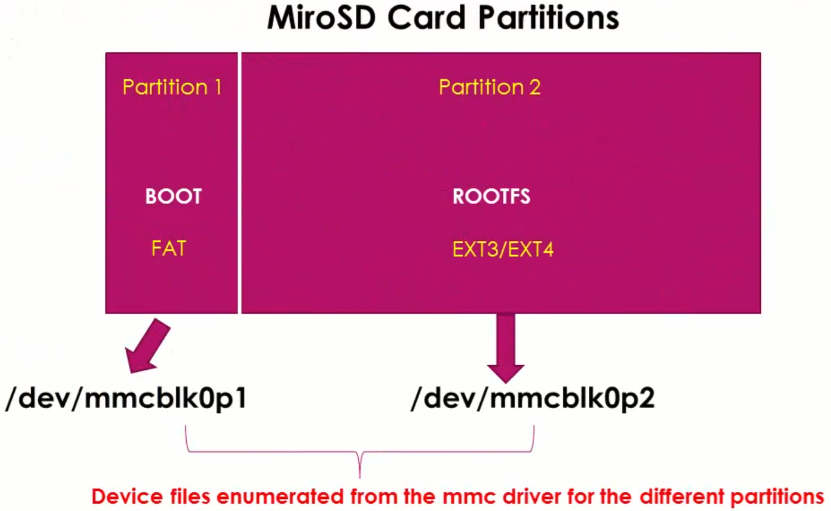 MiroSD Card Partitions
Partition 1
Partition 2
BOOT
ROOTFS
FAT
EXT3/EXT4
/dev/mmcblk0p1
/dev/mmcblk0p2
Device files enumerated from the mmc driver for the different partitions